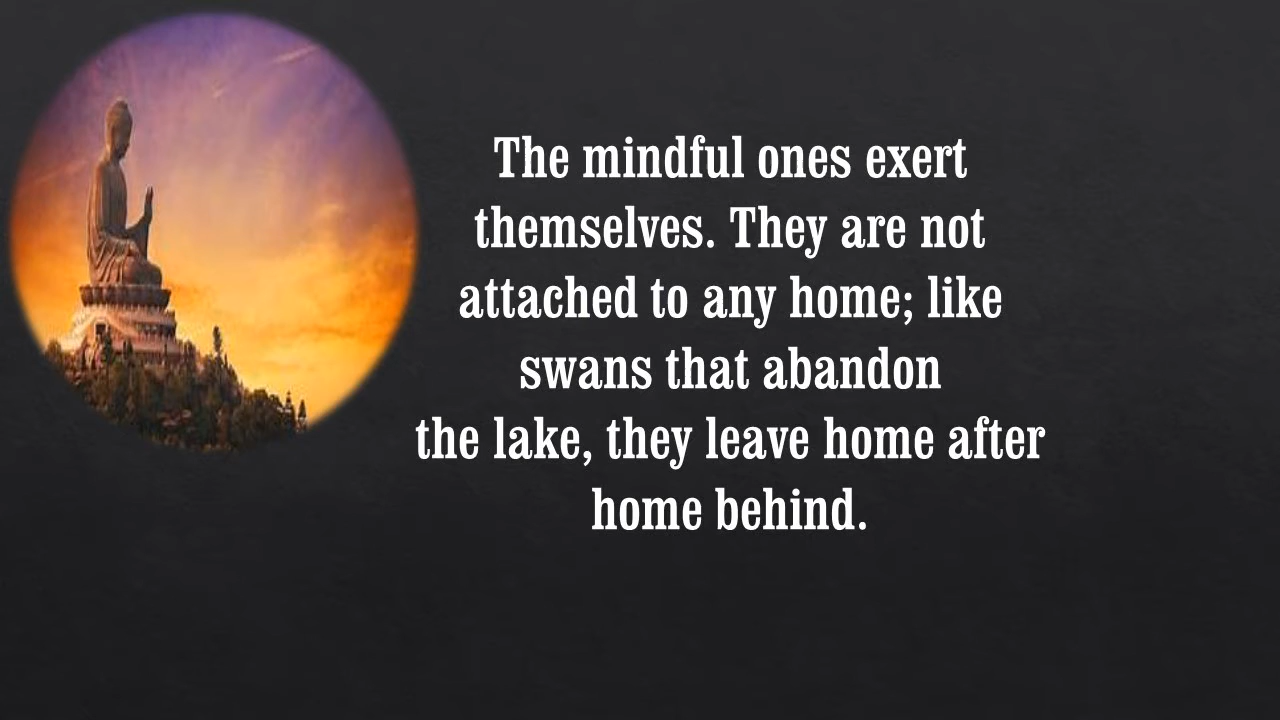 The mindful ones exert
themselves. They are not
attached to any home; like
swans that abandon
the lake, they leave home after
home behind.